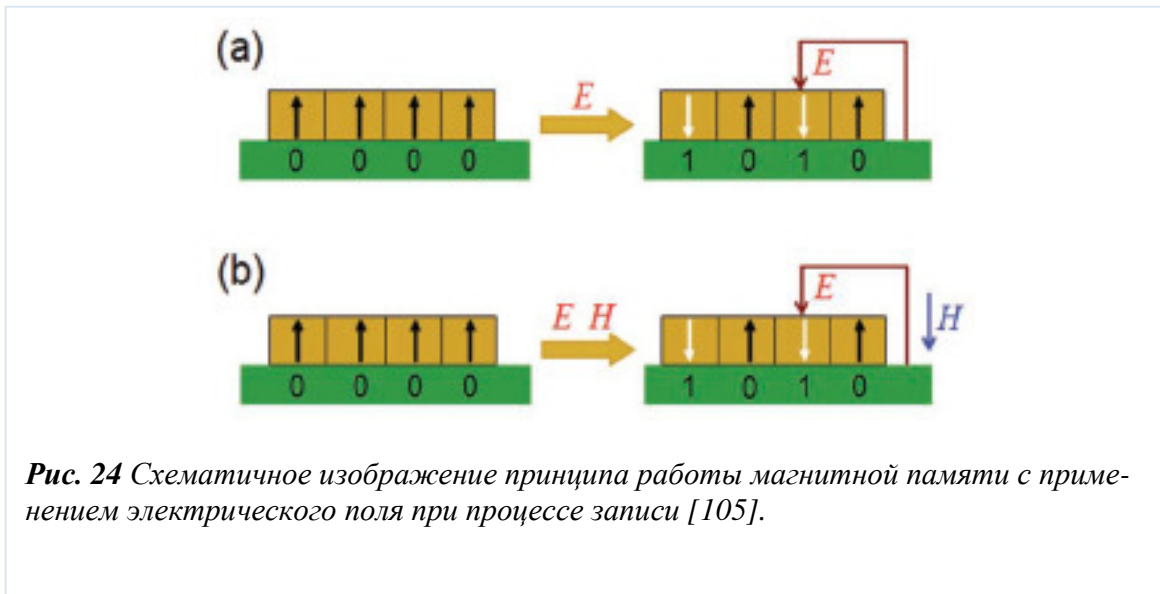 (a)
E
E
0 0 0 0
1 0 1 0
(b)
E H
E
H
0 0 0 0
1 0 1 0
Рис. 24 Схематичное изображение принципа работы магнитной памяти с приме-
нением электрического поля при процессе записи [105].